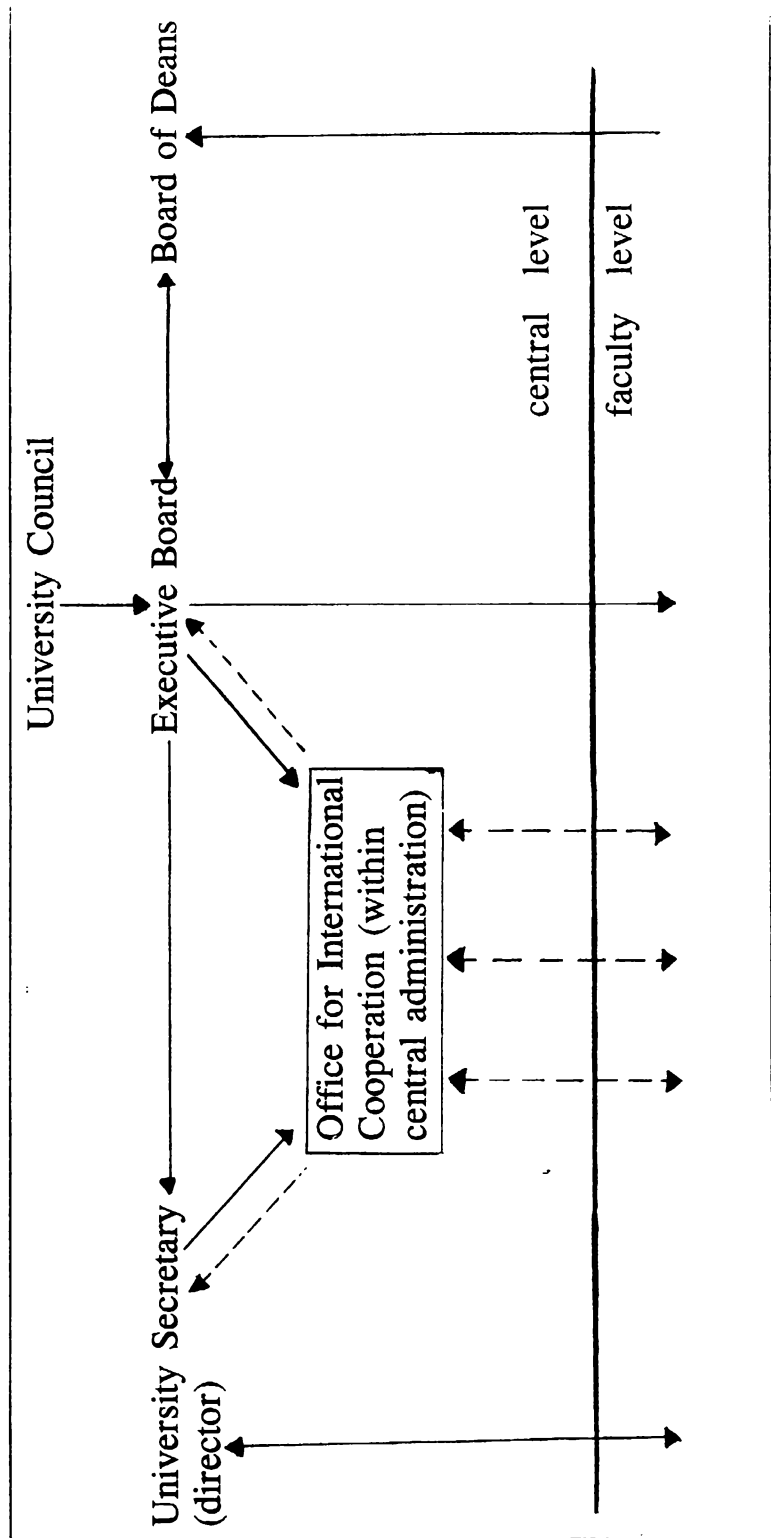 University Council
University Secretary
(director)
Executive Board
Board of Deans
Office for International
Cooperation (within
central administration)
central level
faculty level